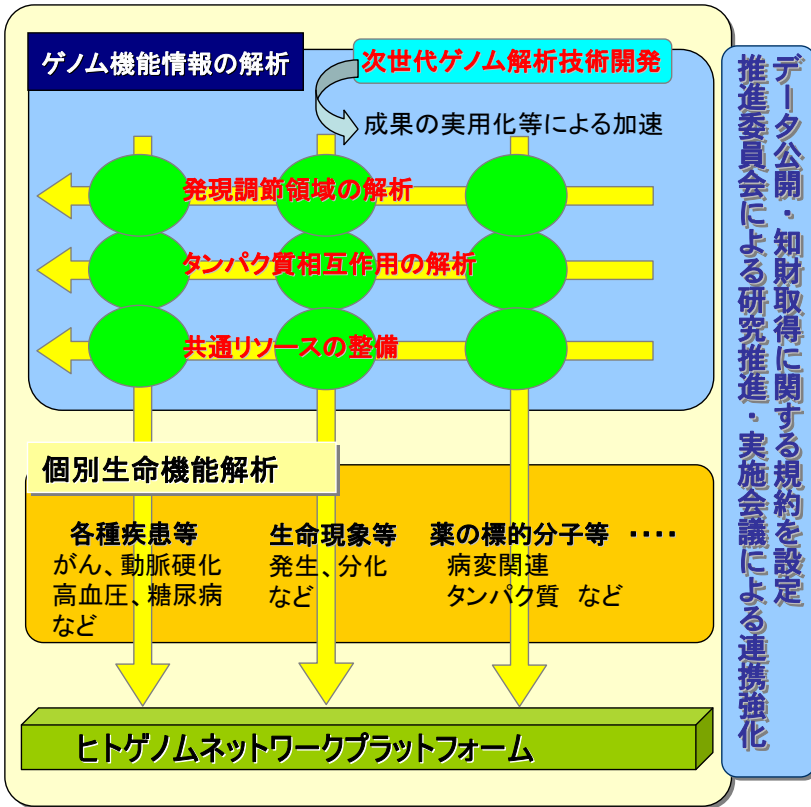 ゲノム機能情報の解析
次世代ゲノム解析技術開発
成果の実用化等による加速
発現調節領域の解析
タンパク質相互作用の解析
共通リソースの整備
個別生命機能解析
各種疾患等
がん、動脈硬化
高血圧、糖尿病
など
生命現象等
発生、分化
など
薬の標的分子等 ････
病変関連
タンパク質 など
ヒトゲノムネットワークプラットフォーム
データ公開・知財取得に関する規約を設定
推進委員会による研究推進・実施会議による連携強化